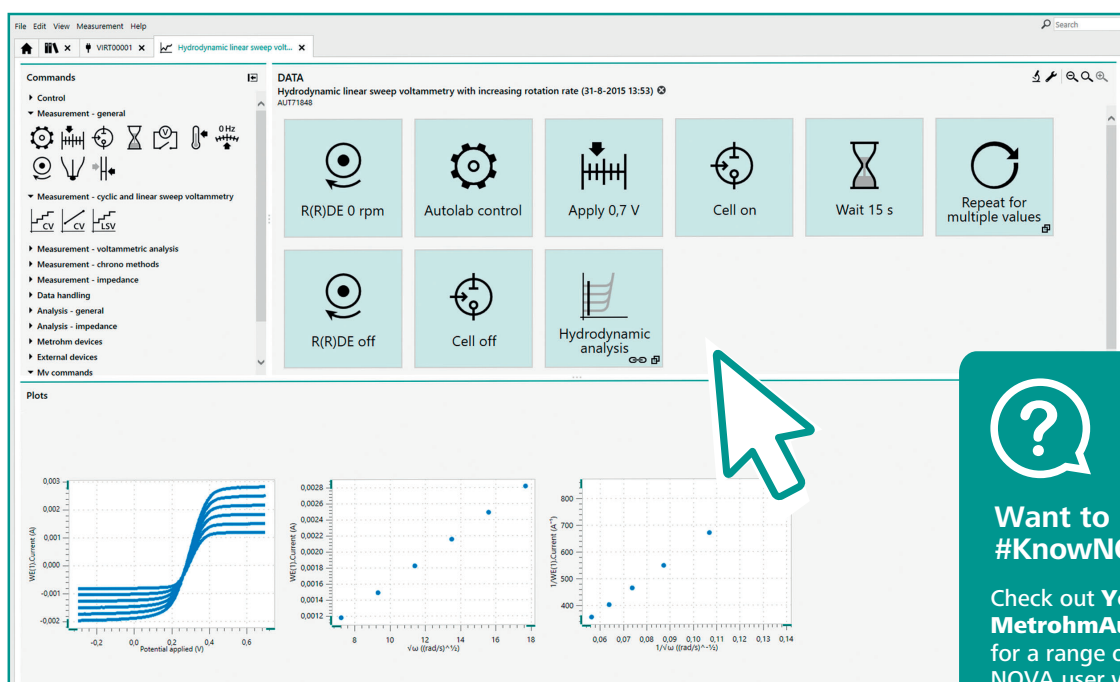 File Edit View Measurement Help
Search
VIRT00001
Hydrodynamic linear sweep volt...
Commands
Control
Measurement - general
0 Hz
Measurement - cyclic and linear sweep voltammetry
CV CV LSV
Measurement - voltammetric analysis
Measurement - chrono methods
Measurement - impedance
Data handling
Analysis - general
Analysis - impedance
Metrohm devices
External devices
My commands
DATA
Hydrodynamic linear sweep voltammetry with increasing rotation rate (31-8-2015 13:53)
AUT71848
R(R)DE 0 rpm
Autolab control
Apply 0,7 V
Cell on
Wait 15 s
Repeat for
multiple values
R(R)DE off
Cell off
Hydrodynamic
analysis
Plots
WE(1).Current (A)
0,003
0,002
0,001
0,000
-0,001
-0,002
-0,2 0,0 0,2 0,4 0,6
Potential applied (V)
WE(1).Current (A)
0,0028
0,0026
0,0024
0,0022
0,0020
0,0018
0,0016
0,0014
0,0012
8 10 12 14 16 18
√ω ((rad/s)^½)
1/WE(1).Current (A⁻¹)
800
700
600
500
400
0,06 0,07 0,08 0,09 0,10 0,11 0,12 0,13 0,14
1/√ω ((rad/s)^-½)
?
Want to
#KnowNO
Check out Yo
MetrohmAu
for a range o
NOVA user v